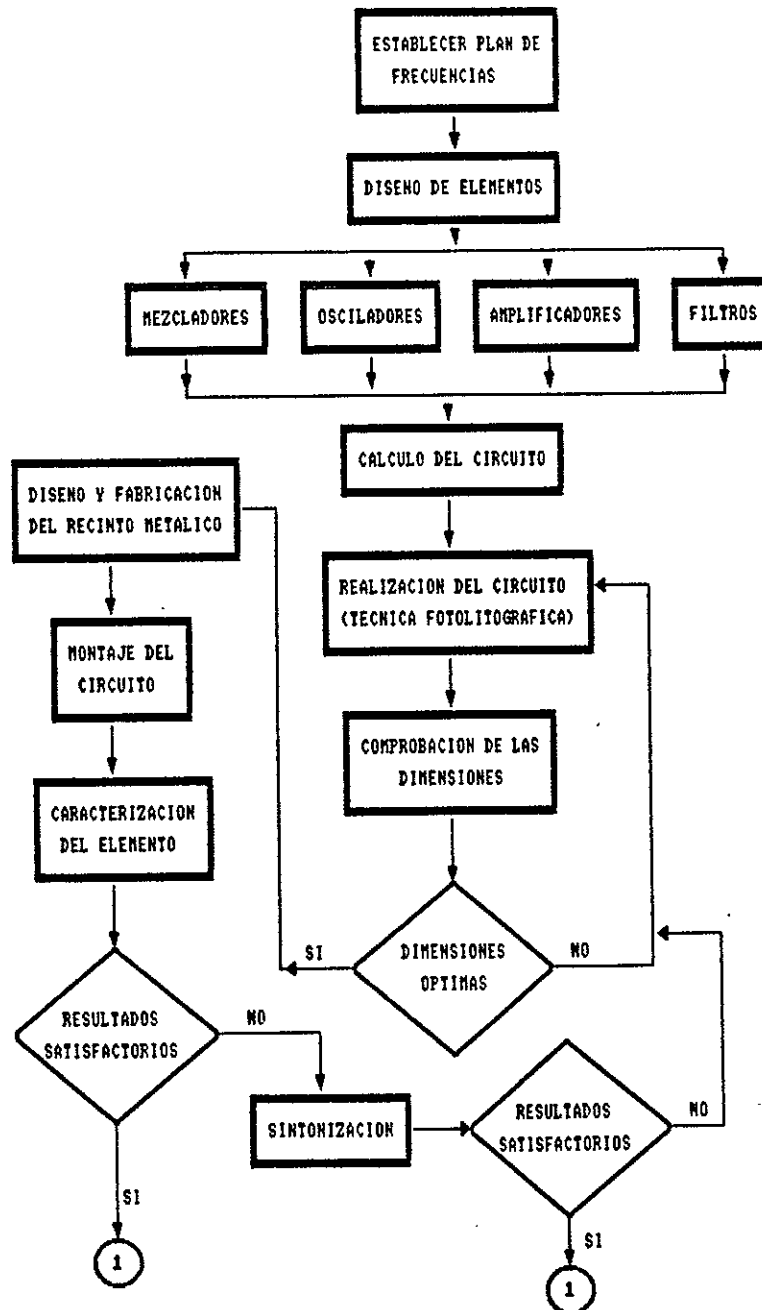 ESTABLECER PLAN DE
FRECUENCIAS
DISENO DE ELEMENTOS
MEZCLADORES
OSCILADORES
AMPLIFICADORES
FILTROS
CALCULO DEL CIRCUITO
DISENO Y FABRICACION
DEL RECINTO METALICO
REALIZACION DEL CIRCUITO
(TECNICA FOTOLITOGRAFICA)
MONTAJE DEL
CIRCUITO
COMPROBACION DE LAS
DIMENSIONES
CARACTERIZACION
DEL ELEMENTO
DIMENSIONES
OPTIMAS
SI
NO
RESULTADOS
SATISFACTORIOS
NO
SINTONIZACION
RESULTADOS
SATISFACTORIOS
NO
SI
1
SI
1